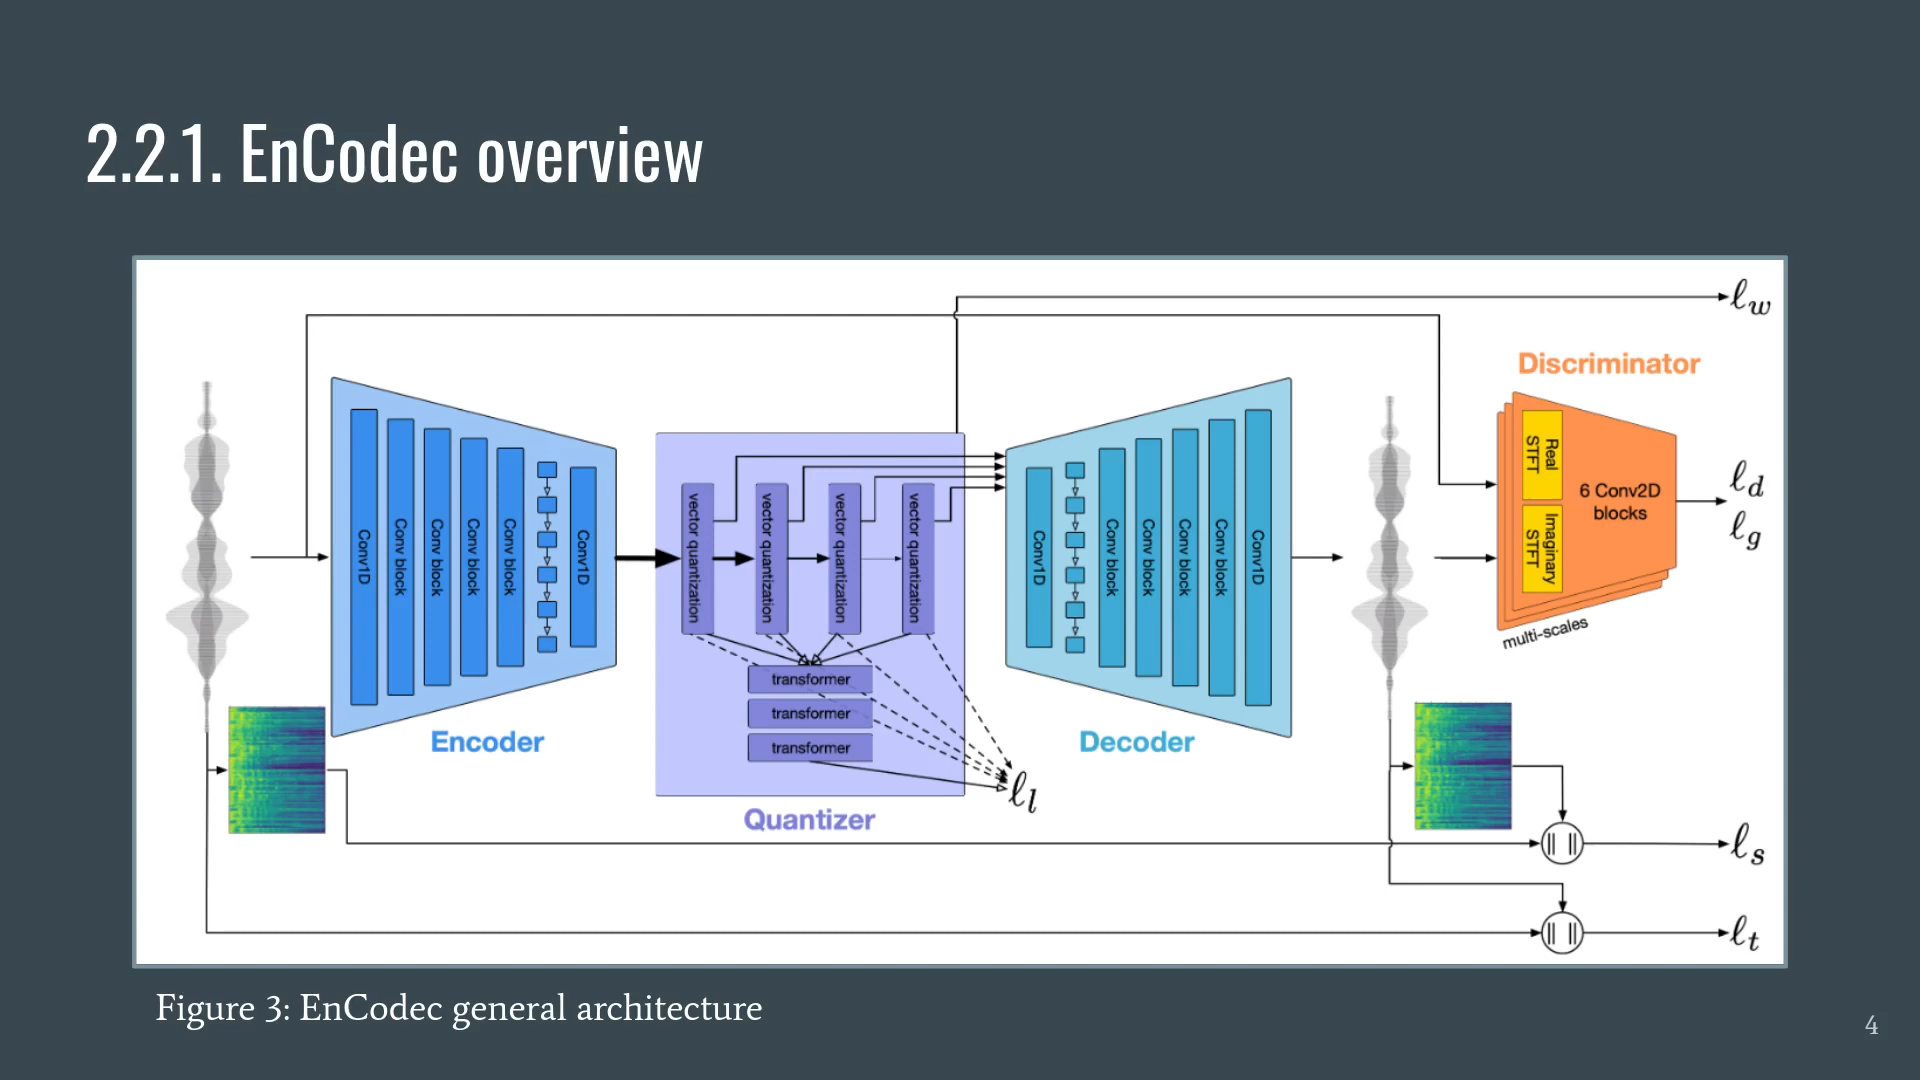 2.2.1. EnCodec overview
ℓw
Discriminator
Real
STFT
Imaginary
STFT
6 Conv2D
blocks
multi-scales
ℓd
ℓg
Conv1D
Conv block
Conv block
Conv block
Conv block
Conv1D
Encoder
vector quantization
vector quantization
vector quantization
vector quantization
transformer
transformer
transformer
Quantizer
ℓl
Conv1D
Conv block
Conv block
Conv block
Conv block
Conv1D
Decoder
ℓs
ℓt
Figure 3: EnCodec general architecture
4